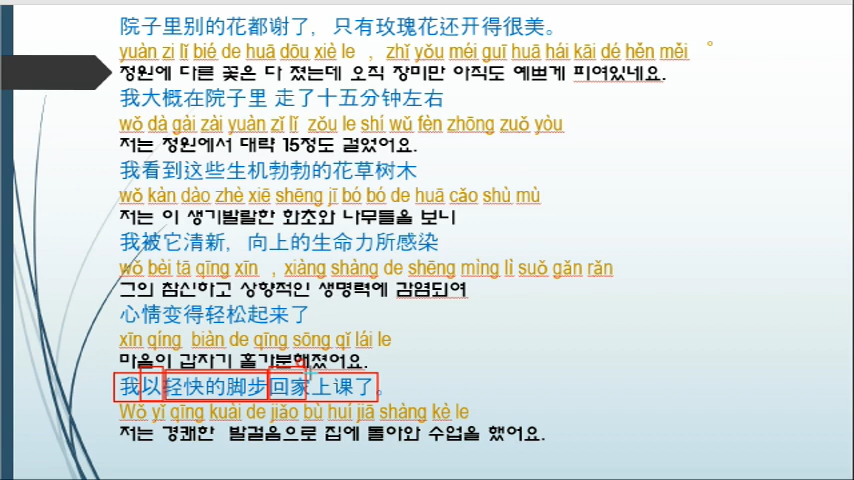 院子里别的花都谢了，只有玫瑰花还开得很美。
yuàn zi lǐ bié de huā dōu xiè le ，zhǐ yǒu méi guī huā hái kāi dé hěn měi 。
정원에 다른 꽃은 다 졌는데 오직 장미만 아직도 예쁘게 피여있네요.
我大概在院子里 走了十五分钟左右
wǒ dà gài zài yuàn zǐ lǐ zǒu le shí wǔ fèn zhōng zuǒ yòu
저는 정원에서 대략 15정도 걸었어요.
我看到这些生机勃勃的花草树木
wǒ kàn dào zhè xiē shēng jī bó bó de huā cǎo shù mù
저는 이 생기발랄한 화초와 나무들을 보니
我被它清新，向上的生命力所感染
wǒ bèi tā qīng xīn ，xiàng shàng de shēng mìng lì suǒ gǎn rǎn
그의 참신하고 상향적인 생명력에 감염되여
心情变得轻松起来了
xīn qíng biàn de qīng sōng qǐ lái le
마음이 갑자기 홀가분해졌어요.
我以轻快的脚步回家上课了。
Wǒ yǐ qīng kuài de jiǎo bù huí jiā shàng kè le
저는 경쾌한 발걸음으로 집에 돌아와 수업을 했어요.